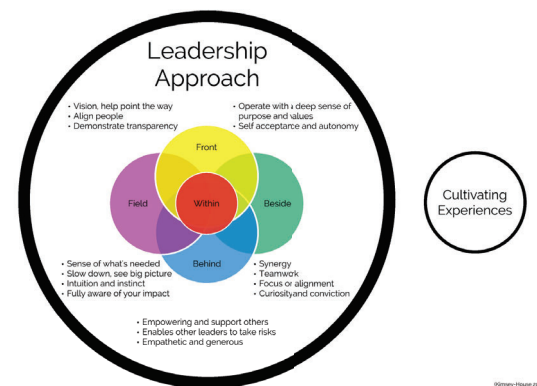 Leadership
Approach
• Vision, help point the way
• Align people
• Demonstrate transparency
• Operate with a deep sense of
purpose and values
• Self acceptance and autonomy
Front
Field
Within
Beside
Behind
• Sense of what's needed
• Slow down, see big picture
• Intuition and instinct
• Fully aware of your impact
• Synergy
• Teamwork
• Focus or alignment
• Curiosity and conviction
• Empowering and support others
• Enables other leaders to take risks
• Empathetic and generous
Cultivating
Experiences